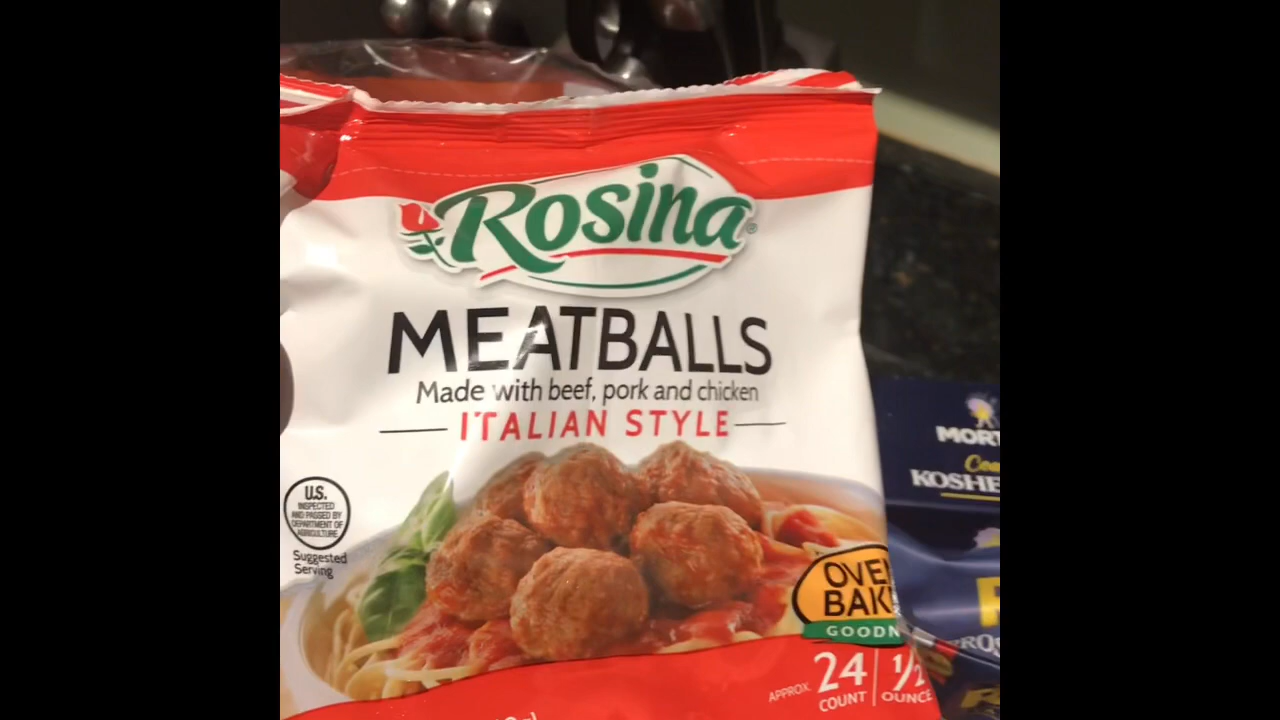 Rosina
MEATBALLS
Made with beef, pork and chicken
ITALIAN STYLE
U.S.
INSPECTED
AND PASSED BY
DEPARTMENT OF
AGRICULTURE
Suggested
Serving
OVEN
BAK
GOODN
APPROX. 24 COUNT
1/2 OUNCE
MORT
KOSHE